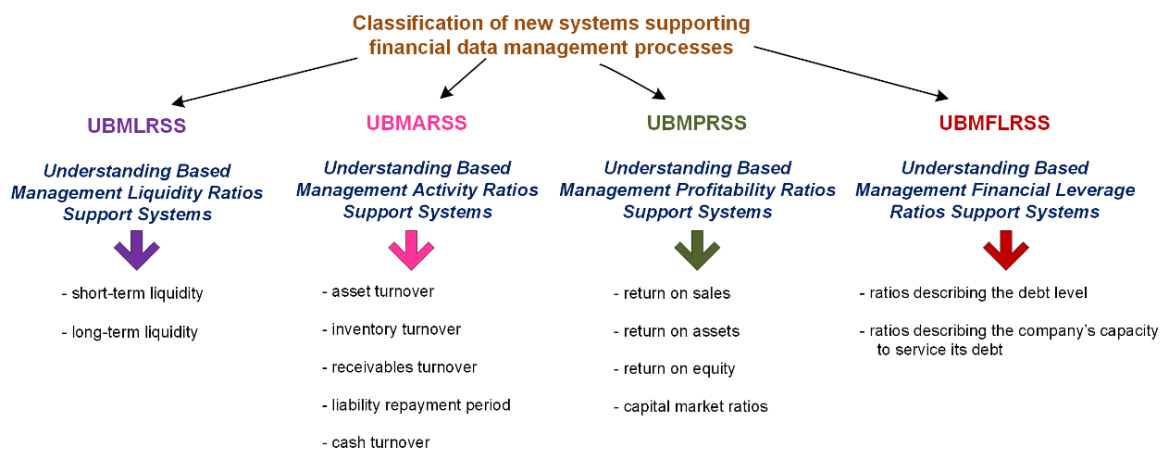 Classification of new systems supporting
financial data management processes
UBMLRSS
Understanding Based
Management Liquidity Ratios
Support Systems
- short-term liquidity
- long-term liquidity
UBMARSS
Understanding Based
Management Activity Ratios
Support Systems
- asset turnover
- inventory turnover
- receivables turnover
- liability repayment period
- cash turnover
UBMPRSS
Understanding Based
Management Profitability Ratios
Support Systems
- return on sales
- return on assets
- return on equity
- capital market ratios
UBMFLRSS
Understanding Based
Management Financial Leverage
Ratios Support Systems
- ratios describing the debt level
- ratios describing the company's capacity
to service its debt